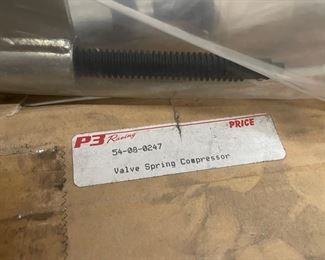 P3 Racing PRICE
54-08-0247
Valve Spring Compressor